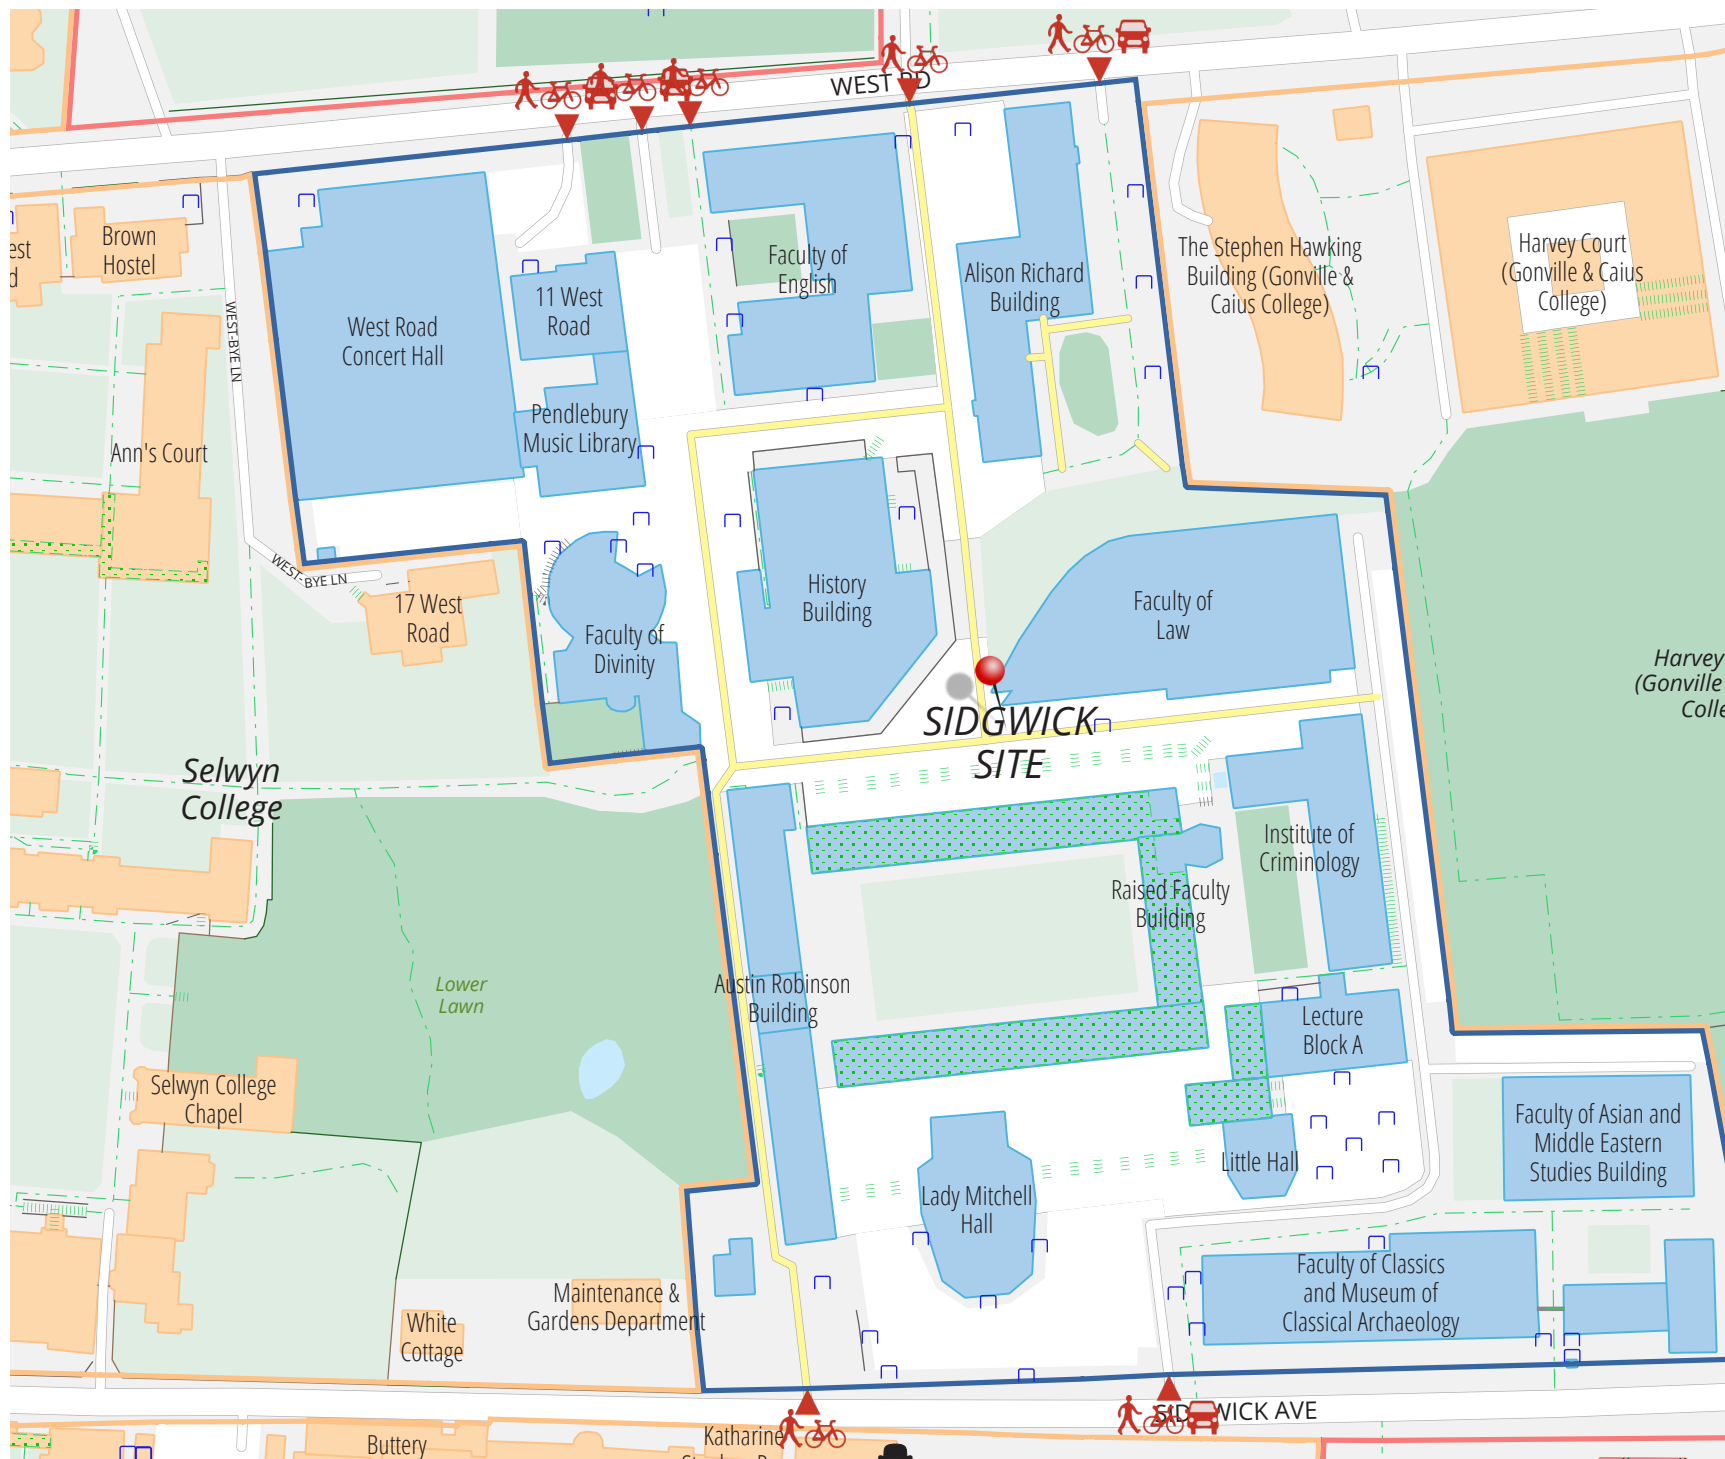 WEST RD
Brown
Hostel
est
d
WEST-BYE LN
West Road
Concert Hall
11 West
Road
Pendlebury
Music Library
Faculty of
English
Alison Richard
Building
The Stephen Hawking
Building (Gonville &
Caius College)
Harvey Court
(Gonville & Caius
College)
Ann's Court
WEST-BYE LN
17 West
Road
Faculty of
Divinity
History
Building
Faculty of
Law
Harvey
(Gonville
Colle
SIDGWICK
SITE
Selwyn
College
Institute of
Criminology
Raised Faculty
Building
Austin Robinson
Building
Lower
Lawn
Lecture
Block A
Selwyn College
Chapel
Faculty of Asian and
Middle Eastern
Studies Building
Little Hall
Lady Mitchell
Hall
Faculty of Classics
and Museum of
Classical Archaeology
Maintenance &
Gardens Department
White
Cottage
SIDGWICK AVE
Katharine
Buttery